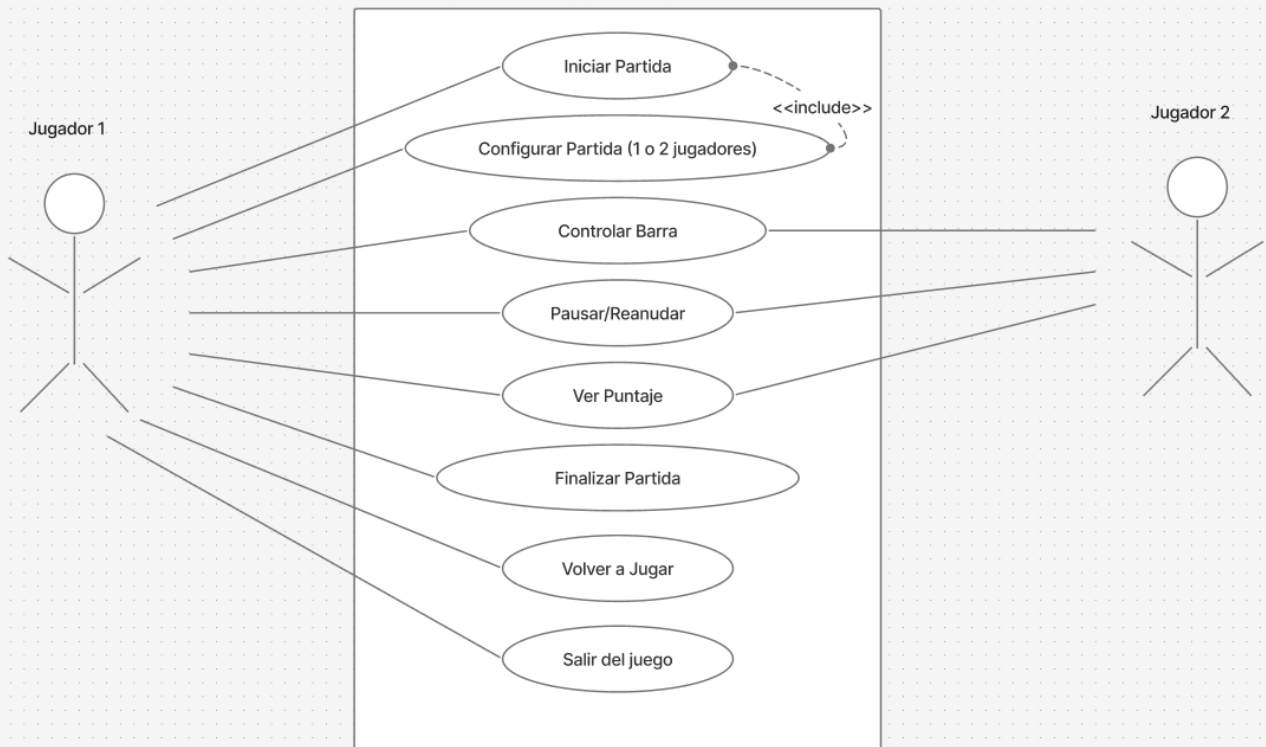 Iniciar Partida
<<include>>
Jugador 1
Jugador 2
Configurar Partida (1 o 2 jugadores)
Controlar Barra
Pausar/Reanudar
Ver Puntaje
Finalizar Partida
Volver a Jugar
Salir del juego